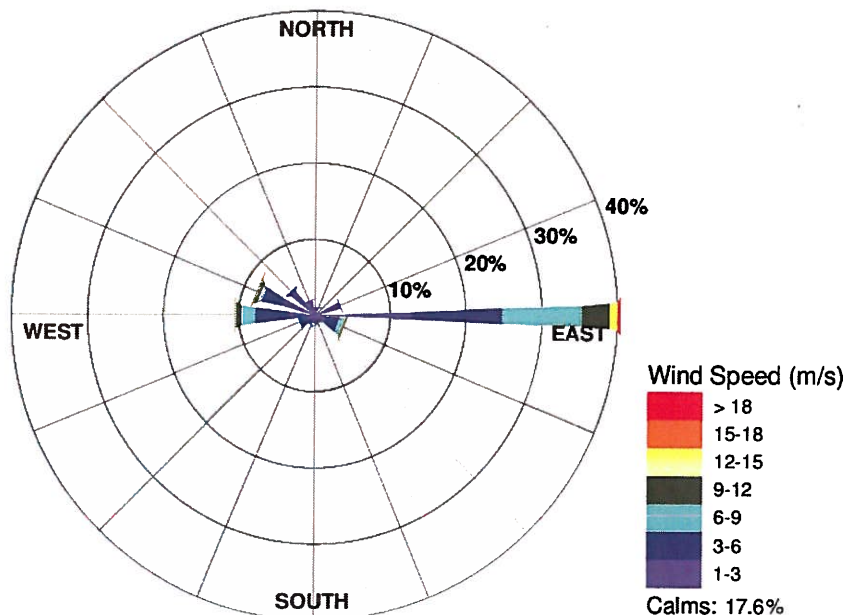 NORTH
40%
30%
20%
10%
WEST
EAST
SOUTH
Wind Speed (m/s)
> 18
15-18
12-15
9-12
6-9
3-6
1-3
Calms: 17.6%